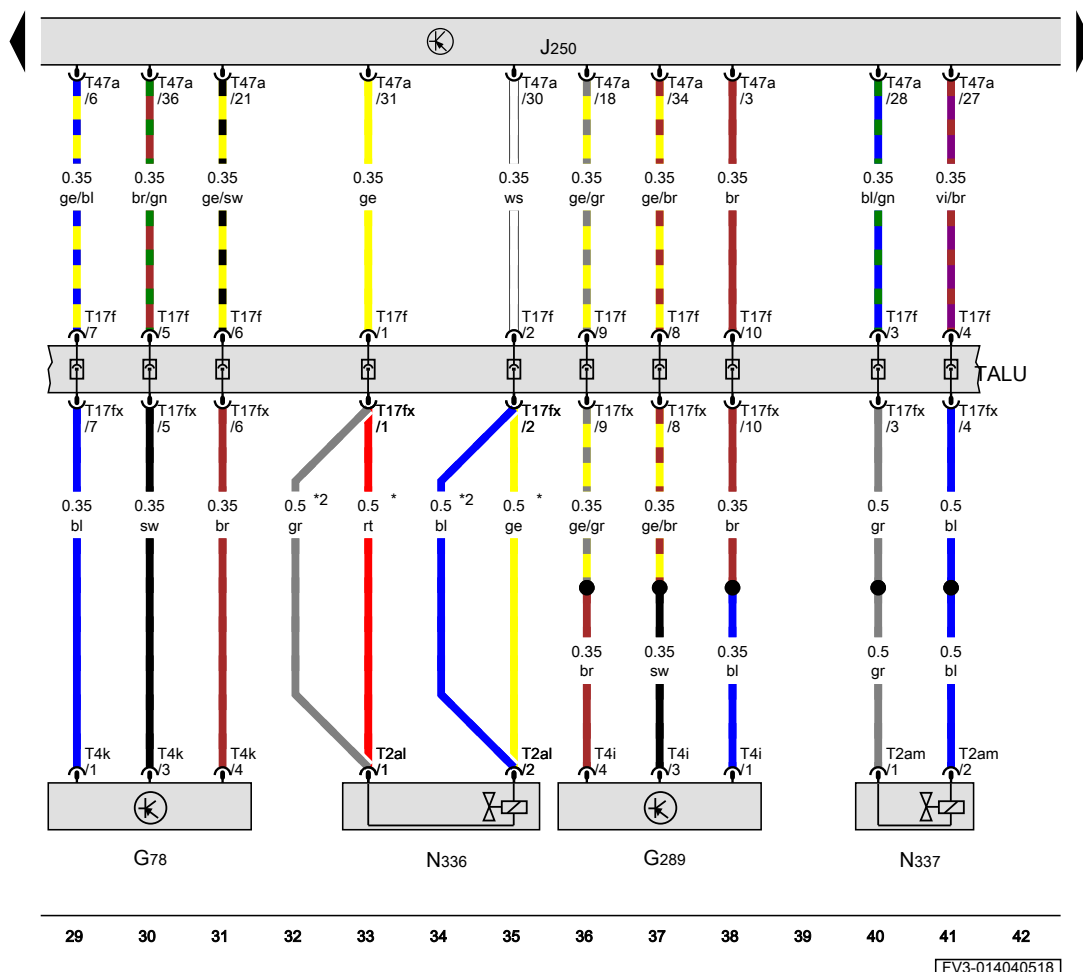 J250
T47a T47a T47a T47a T47a T47a T47a T47a T47a T47a
/6 /36 /21 /31 /30 /18 /34 /3 /28 /27
0.35 0.35 0.35 0.35 0.35 0.35 0.35 0.35 0.35 0.35
ge/bl br/gn ge/sw ge ws ge/gr ge/br br bl/gn vi/br
T17f T17f T17f T17f T17f T17f T17f T17f T17f T17f
/7 /5 /6 /1 /2 /9 /8 /10 /3 /4
TALU
T17fx T17fx T17fx T17fx T17fx T17fx T17fx T17fx T17fx T17fx
/7 /5 /6 /1 /2 /9 /8 /10 /3 /4
0.35 0.35 0.35 0.5 *2 0.5 * 0.5 *2 0.5 * 0.35 0.35 0.35 0.5 0.5
bl sw br gr rt bl ge ge/gr ge/br br gr bl
0.35 0.35 0.35 0.5 0.5
br sw bl gr bl
T4k T4k T4k T2al T2al T4i T4i T4i T2am T2am
/1 /3 /4 /1 /2 /4 /3 /1 /1 /2
G78 N336 G289 N337
29 30 31 32 33 34 35 36 37 38 39 40 41 42
EV3-014040518